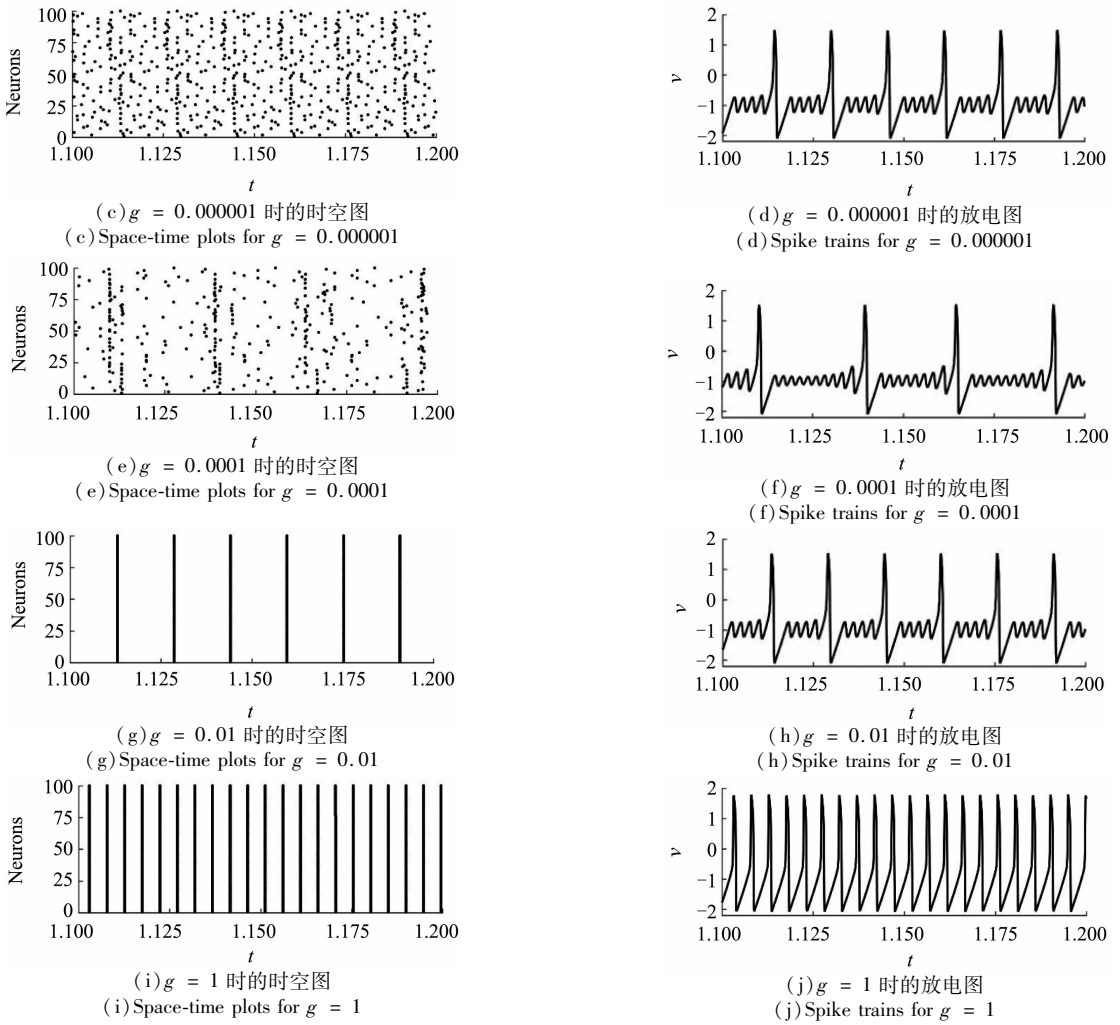 100
75
50
25
0
Neurons
1.100 1.125 1.150 1.175 1.200
t
(c)g = 0.000001 时的时空图
(c)Space-time plots for g = 0.000001
2
1
0
−1
−2
v
1.100 1.125 1.150 1.175 1.200
t
(d)g = 0.000001 时的放电图
(d)Spike trains for g = 0.000001
100
75
50
25
0
Neurons
1.100 1.125 1.150 1.175 1.200
t
(e)g = 0.0001 时的时空图
(e)Space-time plots for g = 0.0001
2
1
0
−1
−2
v
1.100 1.125 1.150 1.175 1.200
t
(f)g = 0.0001 时的放电图
(f)Spike trains for g = 0.0001
100
75
50
25
0
Neurons
1.100 1.125 1.150 1.175 1.200
t
(g)g = 0.01 时的时空图
(g)Space-time plots for g = 0.01
2
1
0
−1
−2
v
1.100 1.125 1.150 1.175 1.200
t
(h)g = 0.01 时的放电图
(h)Spike trains for g = 0.01
100
75
50
25
0
Neurons
1.100 1.125 1.150 1.175 1.200
t
(i)g = 1 时的时空图
(i)Space-time plots for g = 1
2
1
0
−1
−2
v
1.100 1.125 1.150 1.175 1.200
t
(j)g = 1 时的放电图
(j)Spike trains for g = 1